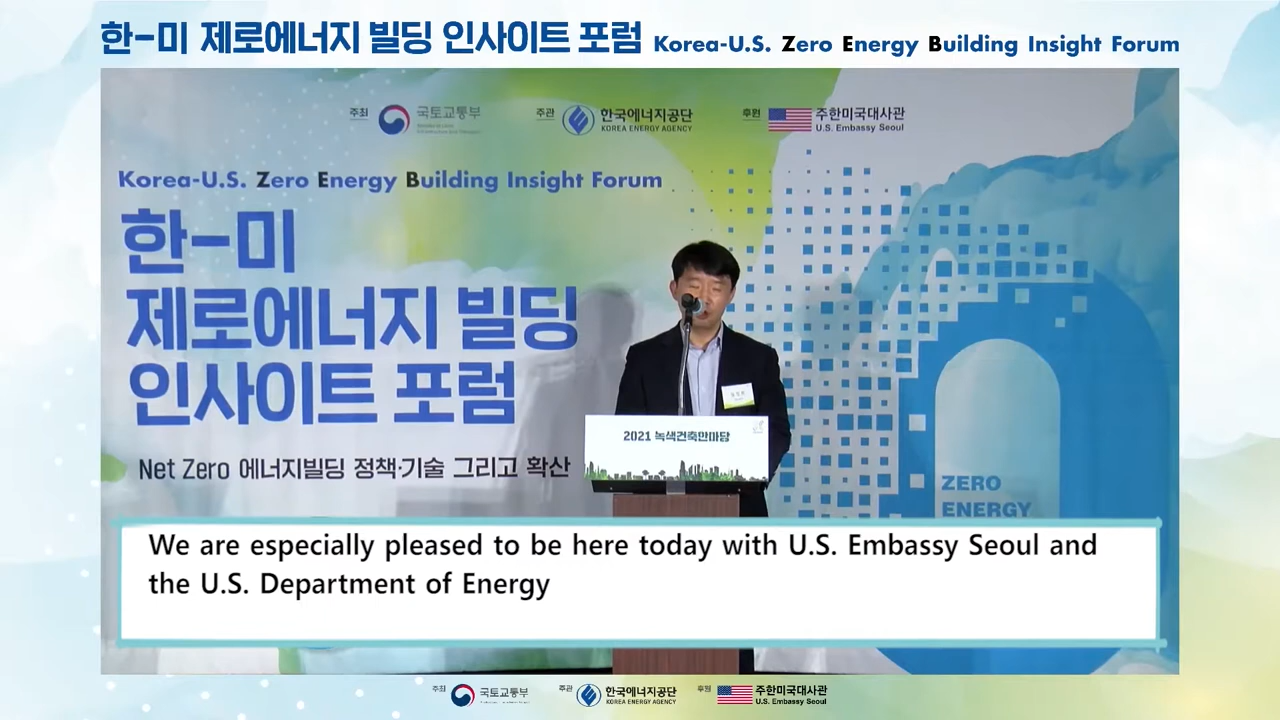 한-미 제로에너지 빌딩 인사이트 포럼 Korea-U.S. Zero Energy Building Insight Forum
주최 국토교통부 주관 한국에너지공단 KOREA ENERGY AGENCY 후원 주한미국대사관 U.S. Embassy Seoul
Korea-U.S. Zero Energy Building Insight Forum
한-미
제로에너지 빌딩
인사이트 포럼
Net Zero 에너지빌딩 정책·기술 그리고 확산
2021 녹색건축한마당
ZERO
ENERGY
We are especially pleased to be here today with U.S. Embassy Seoul and
the U.S. Department of Energy
주최 국토교통부 주관 한국에너지공단 KOREA ENERGY AGENCY 후원 주한미국대사관 U.S. Embassy Seoul